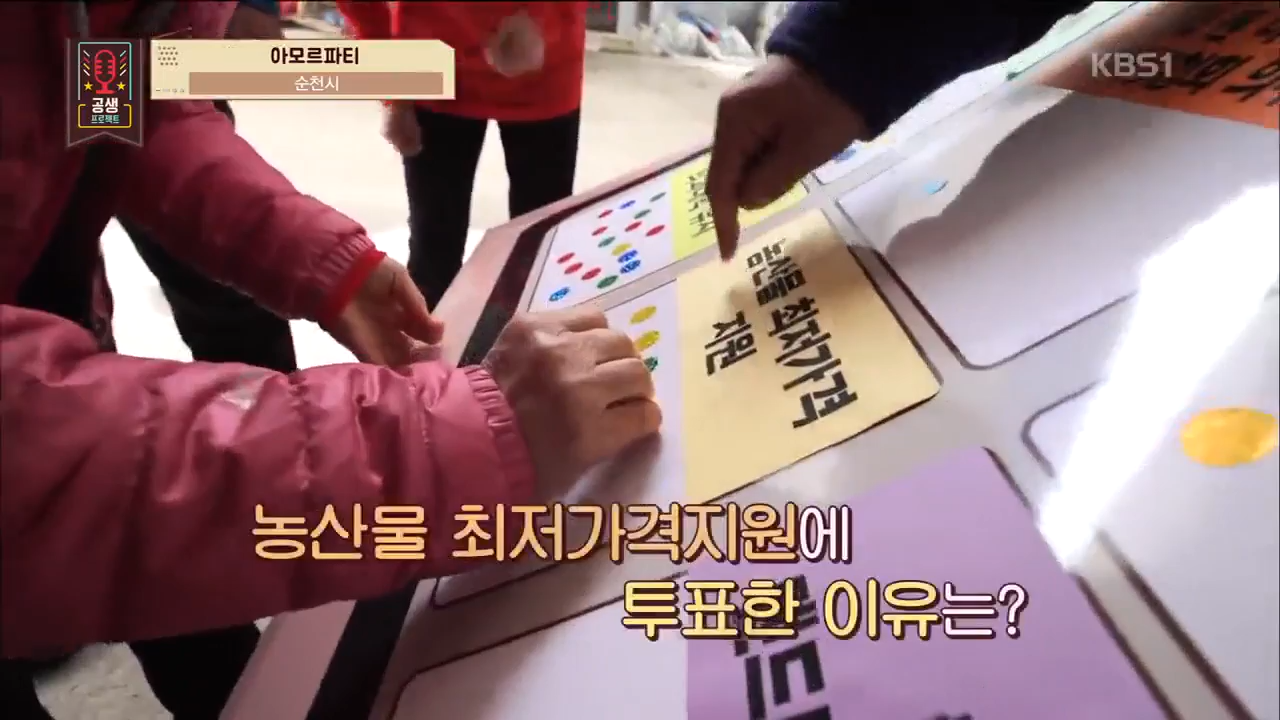 아모르파티
순천시
공생
프로젝트
KBS1
농산물 최저가격
지원
농산물 최저가격지원에
투표한 이유는?